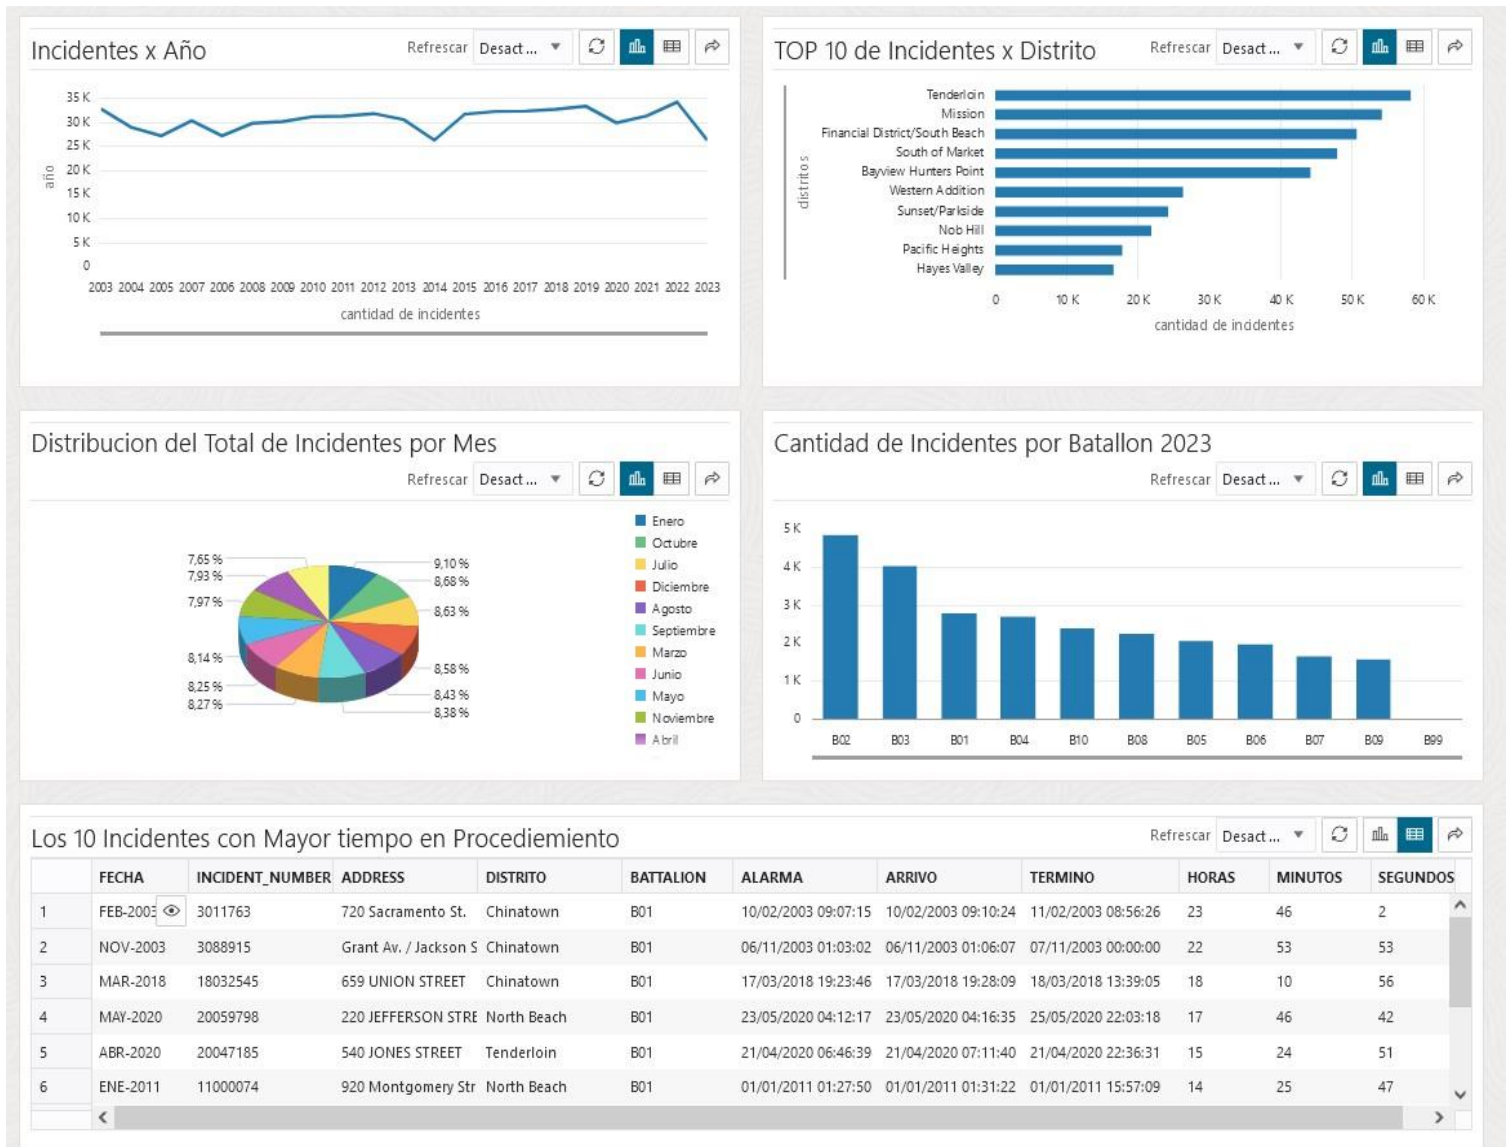 Incidentes x Año
Refrescar Desact ...
35 K
30 K
25 K
20 K
15 K
10 K
5 K
0
año
2003 2004 2005 2007 2006 2008 2009 2010 2011 2012 2013 2014 2015 2016 2017 2018 2019 2020 2021 2022 2023
cantidad de incidentes
TOP 10 de Incidentes x Distrito
Refrescar Desact ...
distritos
Tenderloin
Mission
Financial District/South Beach
South of Market
Bayview Hunters Point
Western Addition
Sunset/Parkside
Nob Hill
Pacific Heights
Hayes Valley
0 10 K 20 K 30 K 40 K 50 K 60 K
cantidad de incidentes
Distribucion del Total de Incidentes por Mes
Refrescar Desact ...
7,65 %
7,93 %
7,97 %
8,14 %
8,25 %
8,27 %
9,10 %
8,68 %
8,63 %
8,58 %
8,43 %
8,38 %
Enero
Octubre
Julio
Diciembre
Agosto
Septiembre
Marzo
Junio
Mayo
Noviembre
Abril
Cantidad de Incidentes por Batallon 2023
Refrescar Desact ...
5 K
4 K
3 K
2 K
1 K
0
B02 B03 B01 B04 B10 B08 B05 B06 B07 B09 B99
Los 10 Incidentes con Mayor tiempo en Procediemiento
Refrescar Desact ...
FECHA INCIDENT_NUMBER ADDRESS DISTRITO BATTALION ALARMA ARRIVO TERMINO HORAS MINUTOS SEGUNDOS
1 FEB-2003 3011763 720 Sacramento St. Chinatown B01 10/02/2003 09:07:15 10/02/2003 09:10:24 11/02/2003 08:56:26 23 46 2
2 NOV-2003 3088915 Grant Av. / Jackson S Chinatown B01 06/11/2003 01:03:02 06/11/2003 01:06:07 07/11/2003 00:00:00 22 53 53
3 MAR-2018 18032545 659 UNION STREET Chinatown B01 17/03/2018 19:23:46 17/03/2018 19:28:09 18/03/2018 13:39:05 18 10 56
4 MAY-2020 20059798 220 JEFFERSON STRE North Beach B01 23/05/2020 04:12:17 23/05/2020 04:16:35 25/05/2020 22:03:18 17 46 42
5 ABR-2020 20047185 540 JONES STREET Tenderloin B01 21/04/2020 06:46:39 21/04/2020 07:11:40 21/04/2020 22:36:31 15 24 51
6 ENE-2011 11000074 920 Montgomery Str North Beach B01 01/01/2011 01:27:50 01/01/2011 01:31:22 01/01/2011 15:57:09 14 25 47